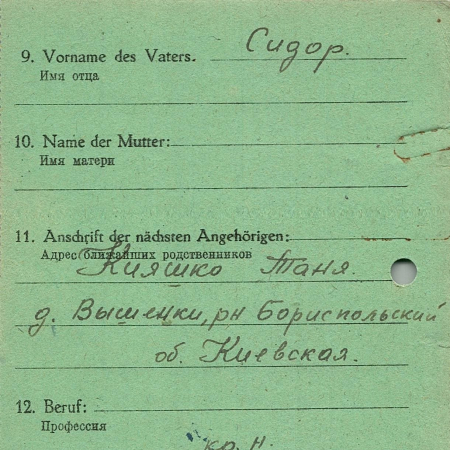 9. Vorname des Vaters. Сидор.
Имя отца
10. Name der Mutter:
Имя матери
11. Anschrift der nächsten Angehörigen:
Адрес ближайших родственников
Кияшко Таня.
д. Вышенки, рн Бориспольский
об. Киевская.
12. Beruf:
Профессия